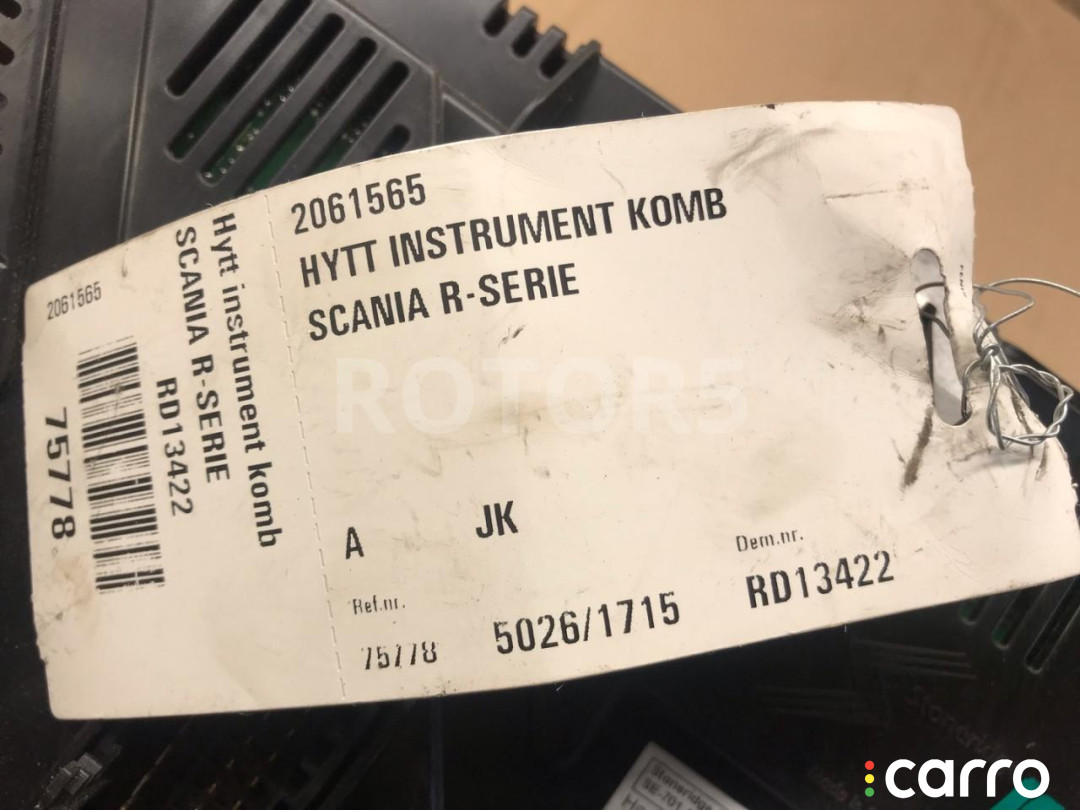 2061565
HYTT INSTRUMENT KOMB
SCANIA R-SERIE
ROTOR5
A JK
Ref.nr. Dem.nr.
75778 5026/1715 RD13422
2061565
Hytt instrument komb
SCANIA R-SERIE
RD13422
75778
Stoneridge
carro